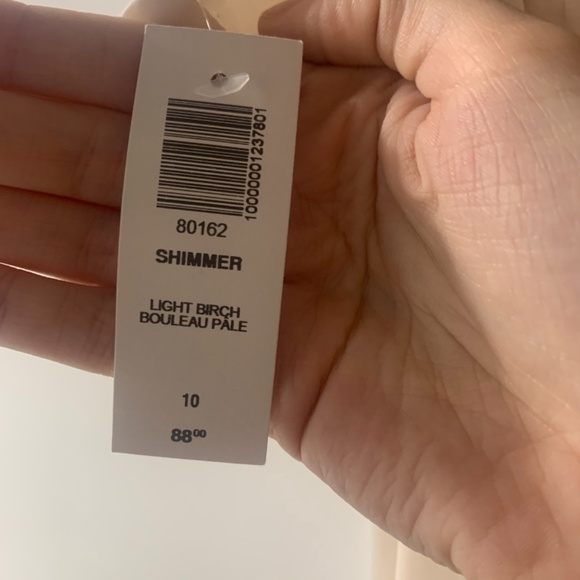 10000001237801
80162
SHIMMER
LIGHT BIRCH
BOULEAU PÂLE
10
88⁰⁰